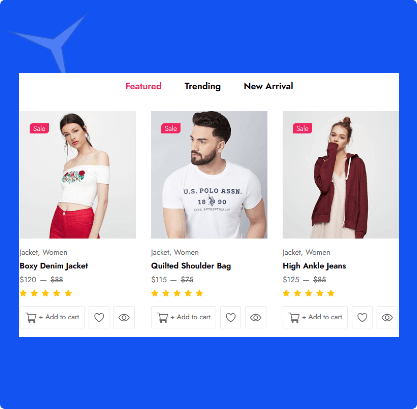 Featured Trending New Arrival
Sale Sale Sale
U.S. POLO ASSN.
18 90
Jacket, Women Jacket, Women Jacket, Women
Boxy Denim Jacket Quilted Shoulder Bag High Ankle Jeans
$120 — $88 $115 — $75 $125 — $85
+ Add to cart + Add to cart + Add to cart